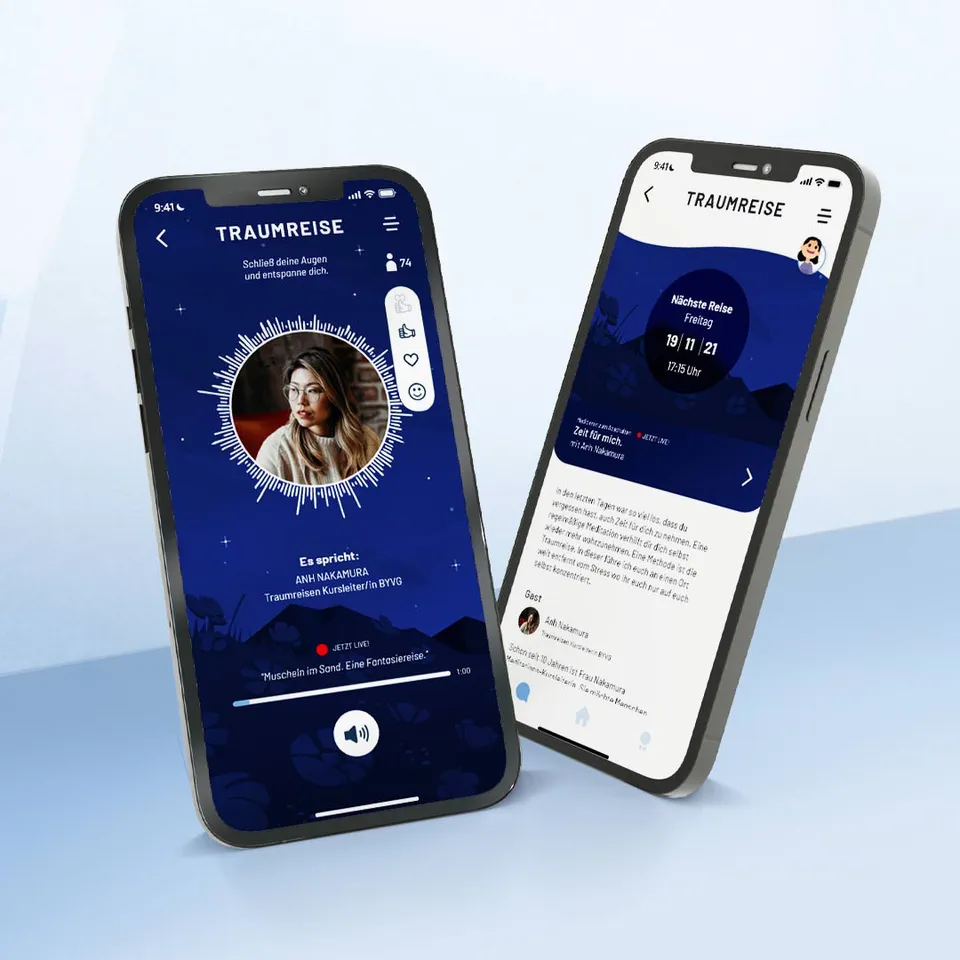 9:41
TRAUMREISE
Schließ deine Augen
und entspanne dich.
74
Es spricht:
ANH NAKAMURA
Traumreisen Kursleiter/in BYVG
JETZT LIVE!
"Muscheln im Sand. Eine Fantasiereise."
1:00
9:41
TRAUMREISE
Nächste Reise
Freitag
19 | 11 | 21
17:15 Uhr
JETZT LIVE!
Zeit für mich.
mit Anh Nakamura
In den letzten Tagen war so viel los, dass du
vergessen hast, auch Zeit für dich zu nehmen. Eine
regelmäßige Meditation verhilft dir dich selbst
wieder mehr wahrzunehmen. Eine Methode ist die
Traumreise. In dieser führe ich euch an einen Ort
weit entfernt vom Stress wo ihr euch nur auf euch
selbst konzentriert.
Gast
Anh Nakamura
Traumreisen Kursleiter/in BYVG
Schon seit 10 Jahren ist Frau Nakamura
Meditations-Kursleiterin. Sie möchte Menschen